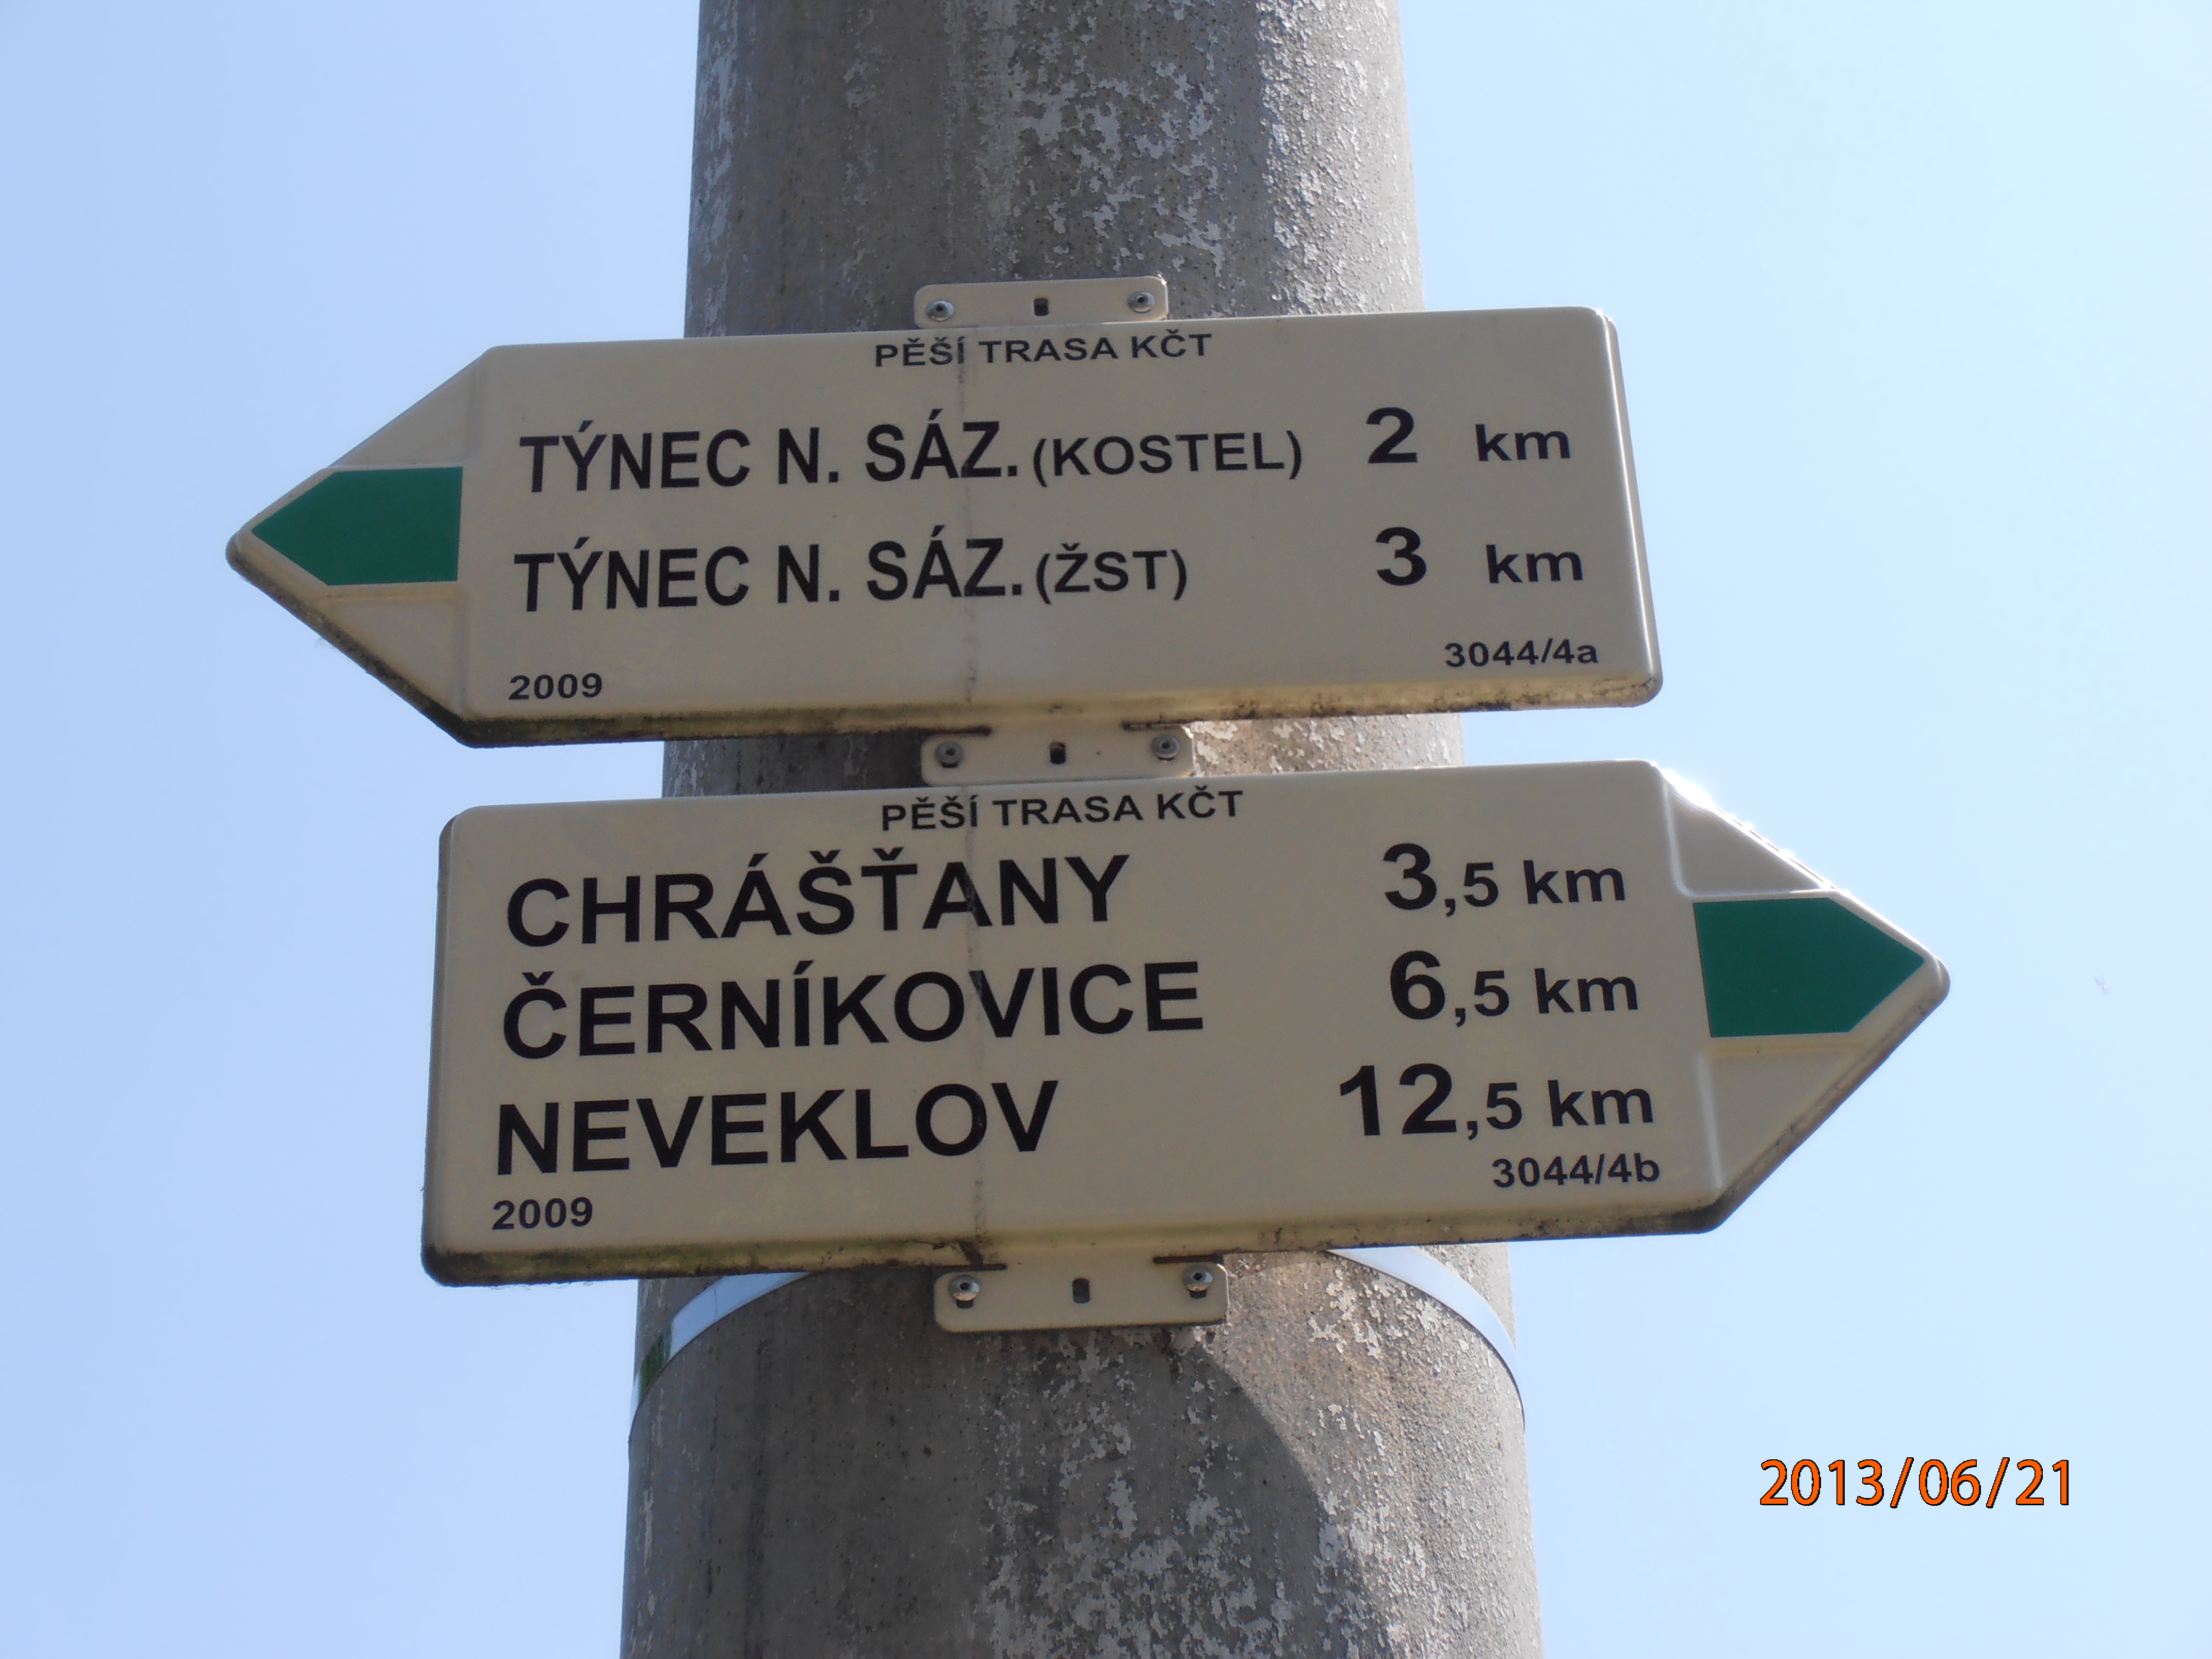 PĚŠÍ TRASA KČT
TÝNEC N. SÁZ. (KOSTEL) 2 km
TÝNEC N. SÁZ. (ŽST) 3 km
2009 3044/4a
PĚŠÍ TRASA KČT
CHRÁŠŤANY 3,5 km
ČERNÍKOVICE 6,5 km
NEVEKLOV 12,5 km
2009 3044/4b
2013/06/21